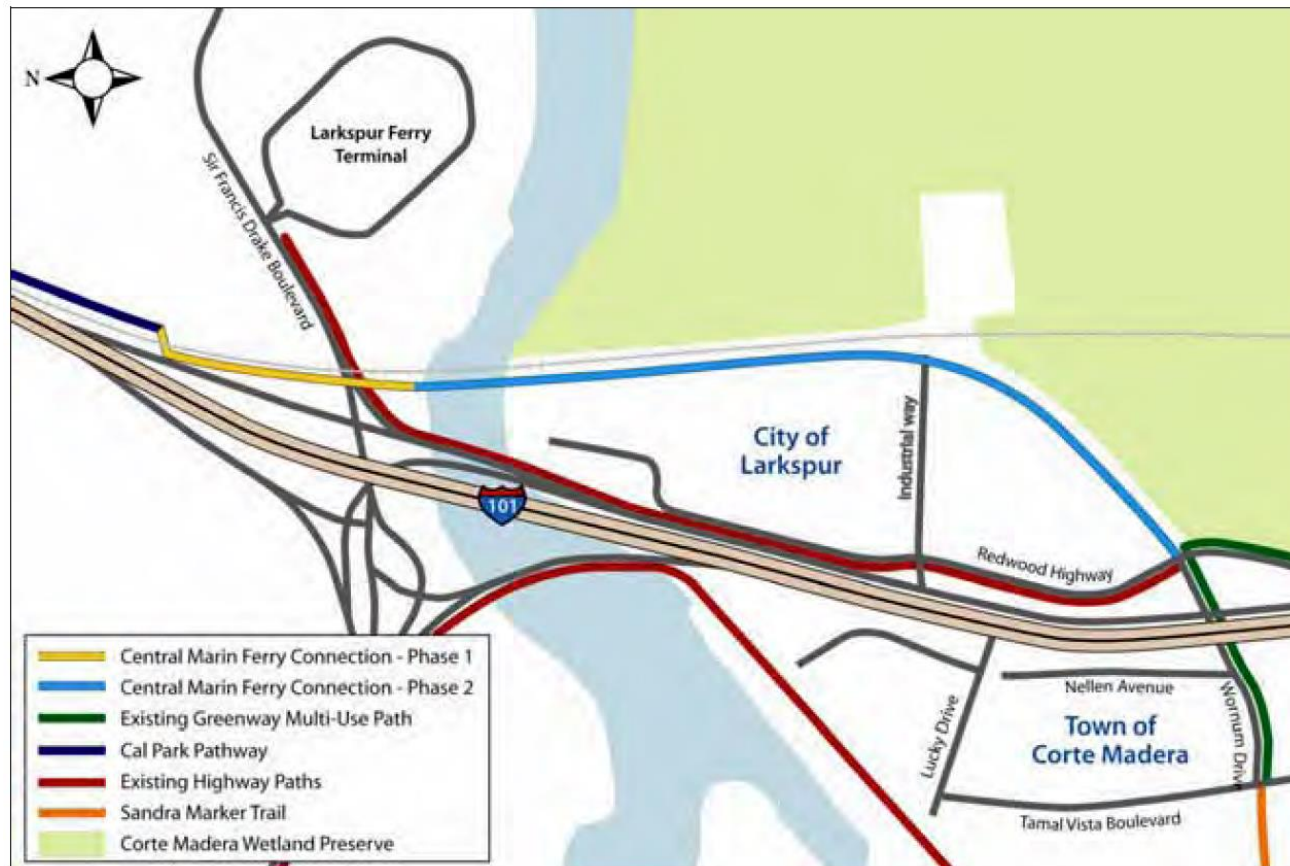 N
Larkspur Ferry
Terminal
Sir Francis Drake Boulevard
City of
Larkspur
Industrial way
101
Redwood Highway
Nellen Avenue
Lucky Drive
Town of
Corte Madera
Wornum Drive
Tamal Vista Boulevard
Central Marin Ferry Connection - Phase 1
Central Marin Ferry Connection - Phase 2
Existing Greenway Multi-Use Path
Cal Park Pathway
Existing Highway Paths
Sandra Marker Trail
Corte Madera Wetland Preserve